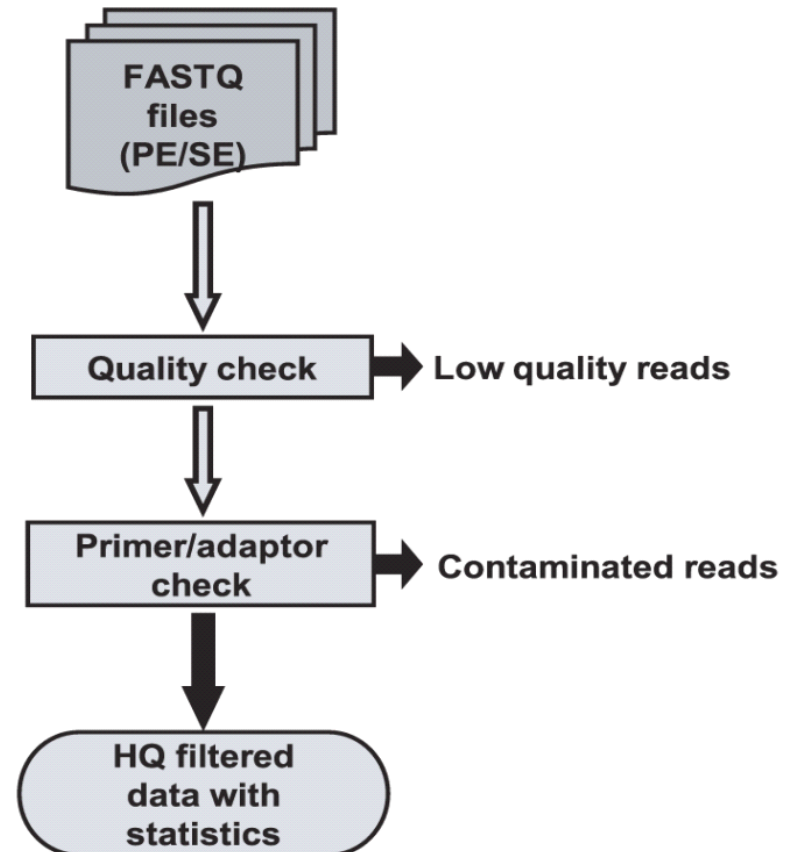 FASTQ
files
(PE/SE)
Quality check
Low quality reads
Primer/adaptor
check
Contaminated reads
HQ filtered
data with
statistics